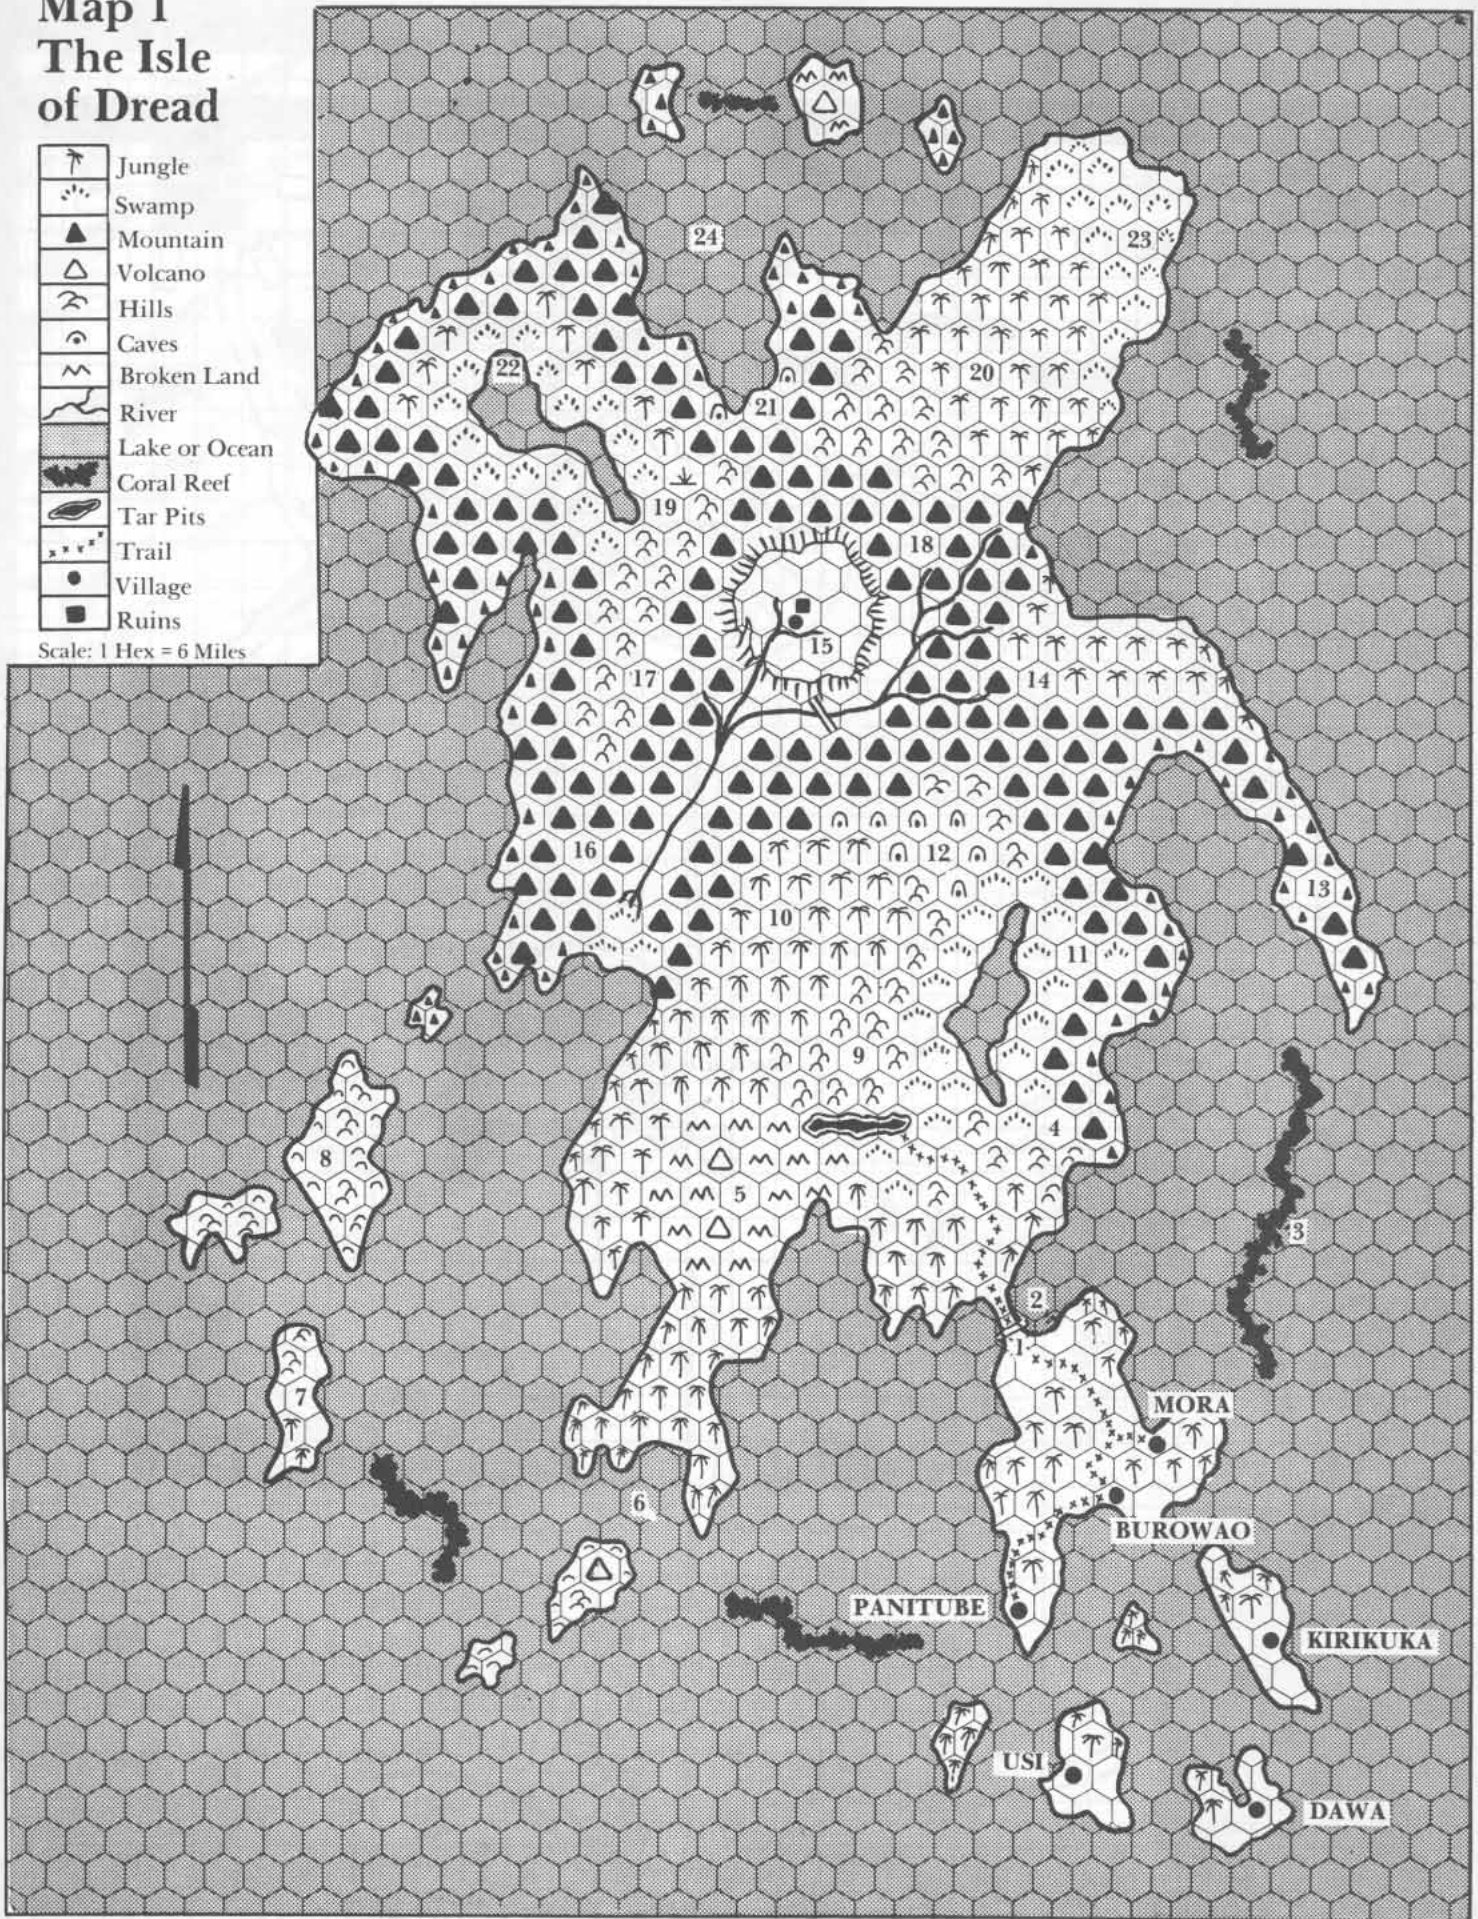 Map 1
The Isle
of Dread
Jungle
Swamp
Mountain
Volcano
Hills
Caves
Broken Land
River
Lake or Ocean
Coral Reef
Tar Pits
Trail
Village
Ruins
Scale: 1 Hex = 6 Miles
24
23
22
20
21
19
18
15
17
14
16
12
13
10
11
9
4
8
5
3
2
1
7
MORA
6
BUROWAO
PANITUBE
KIRIKUKA
USI
DAWA